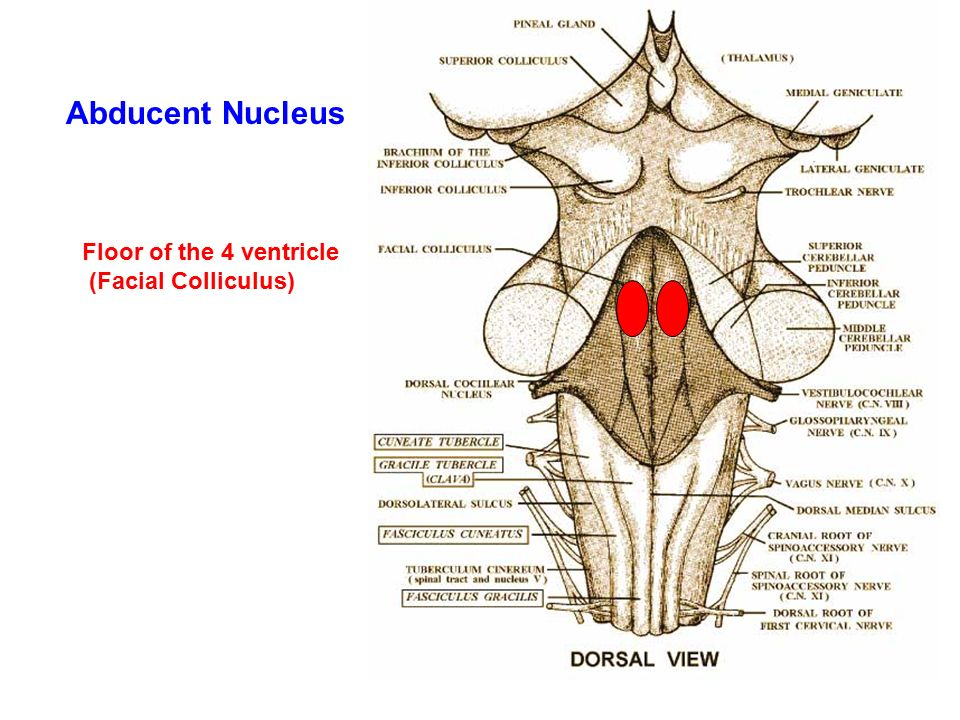 Abducent Nucleus
Floor of the 4 ventricle
(Facial Colliculus)
PINEAL GLAND
SUPERIOR COLLICULUS
(THALAMUS)
MEDIAL GENICULATE
BRACHIUM OF THE
INFERIOR COLLICULUS
LATERAL GENICULATE
INFERIOR COLLICULUS
TROCHLEAR NERVE
FACIAL COLLICULUS
SUPERIOR
CEREBELLAR
PEDUNCLE
INFERIOR
CEREBELLAR
PEDUNCLE
MIDDLE
CEREBELLAR
PEDUNCLE
DORSAL COCHLEAR
NUCLEUS
VESTIBULOCOCHLEAR
NERVE (C.N. VIII)
GLOSSOPHARYNGEAL
NERVE (C.N. IX)
CUNEATE TUBERCLE
GRACILE TUBERCLE
(CLAVA)
VAGUS NERVE (C.N. X)
DORSOLATERAL SULCUS
DORSAL MEDIAN SULCUS
FASCICULUS CUNEATUS
CRANIAL ROOT OF
SPINOACCESSORY NERVE
(C.N. XI)
TUBERCULUM CINEREUM
(spinal tract and nucleus V)
SPINAL ROOT OF
SPINOACCESSORY NERVE
(C.N. XI)
FASCICULUS GRACILIS
DORSAL ROOT OF
FIRST CERVICAL NERVE
DORSAL VIEW